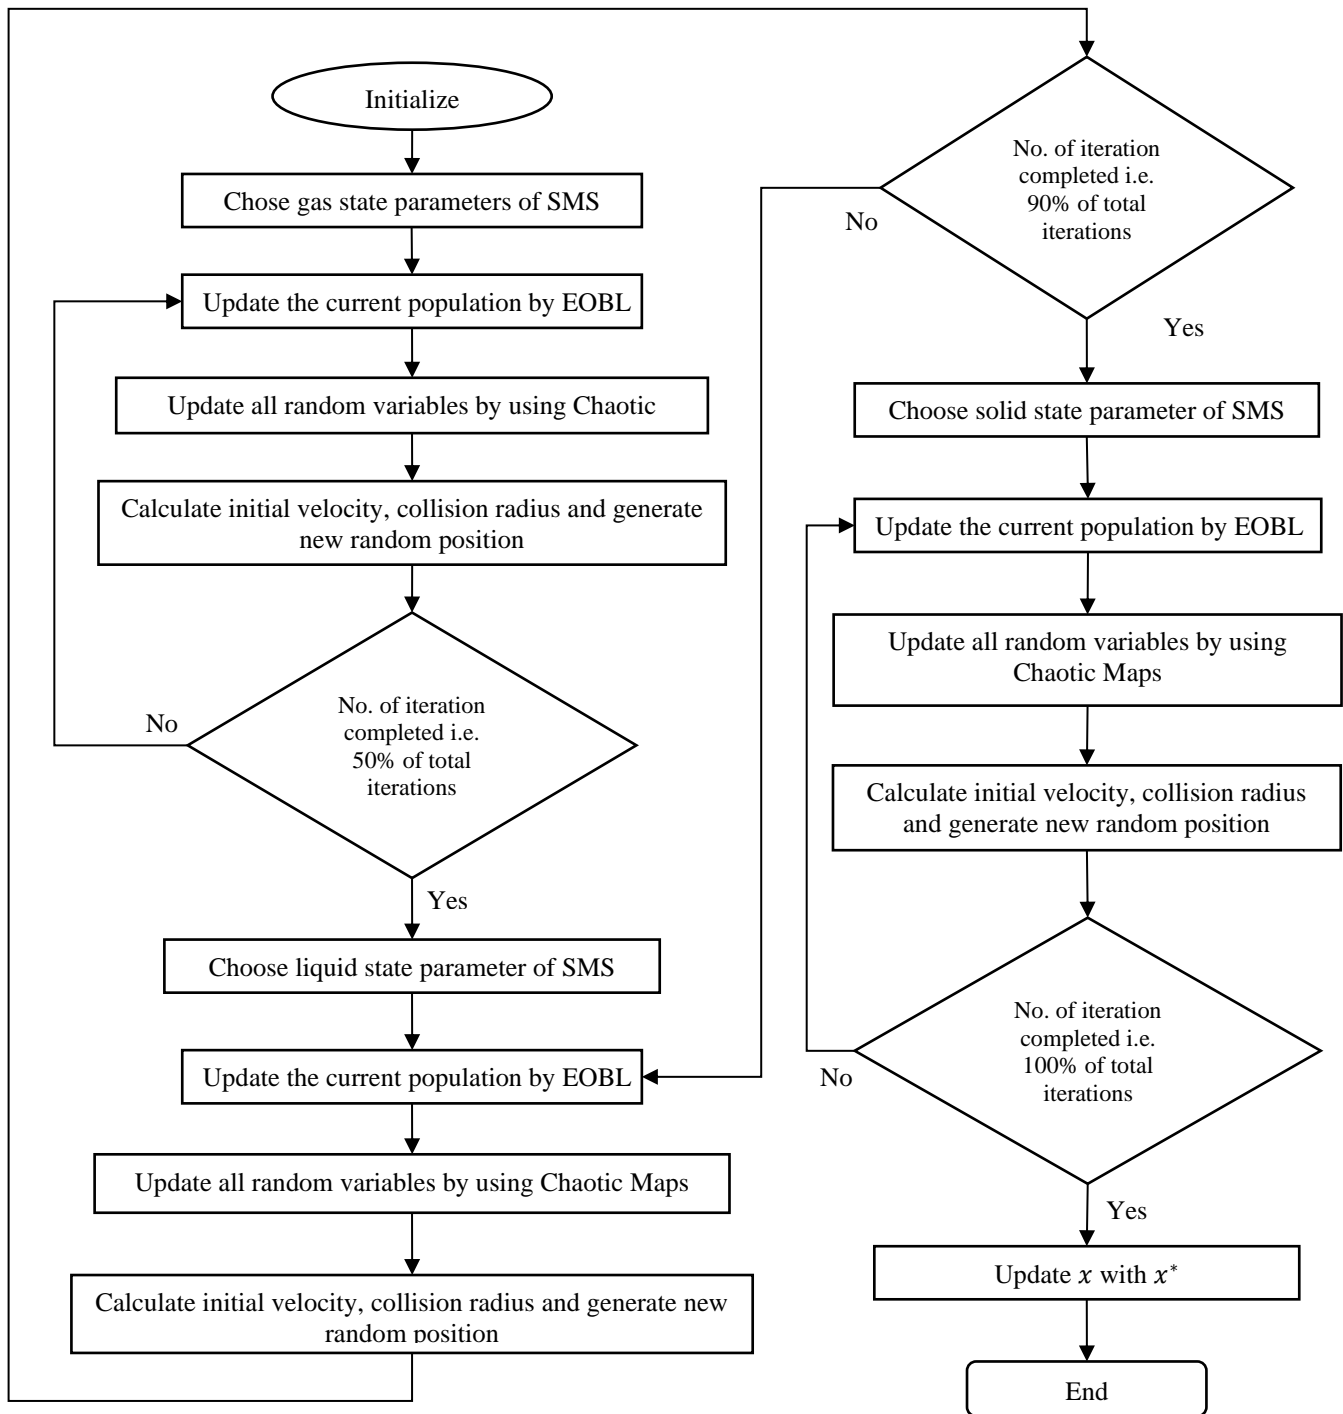 Initialize
Chose gas state parameters of SMS
Update the current population by EOBL
Update all random variables by using Chaotic
Calculate initial velocity, collision radius and generate
new random position
No. of iteration
completed i.e.
50% of total
iterations
No
Yes
Choose liquid state parameter of SMS
Update the current population by EOBL
Update all random variables by using Chaotic Maps
Calculate initial velocity, collision radius and generate new
random position
No. of iteration
completed i.e.
90% of total
iterations
No
Yes
Choose solid state parameter of SMS
Update the current population by EOBL
Update all random variables by using
Chaotic Maps
Calculate initial velocity, collision radius
and generate new random position
No. of iteration
completed i.e.
100% of total
iterations
No
Yes
Update x with x*
End